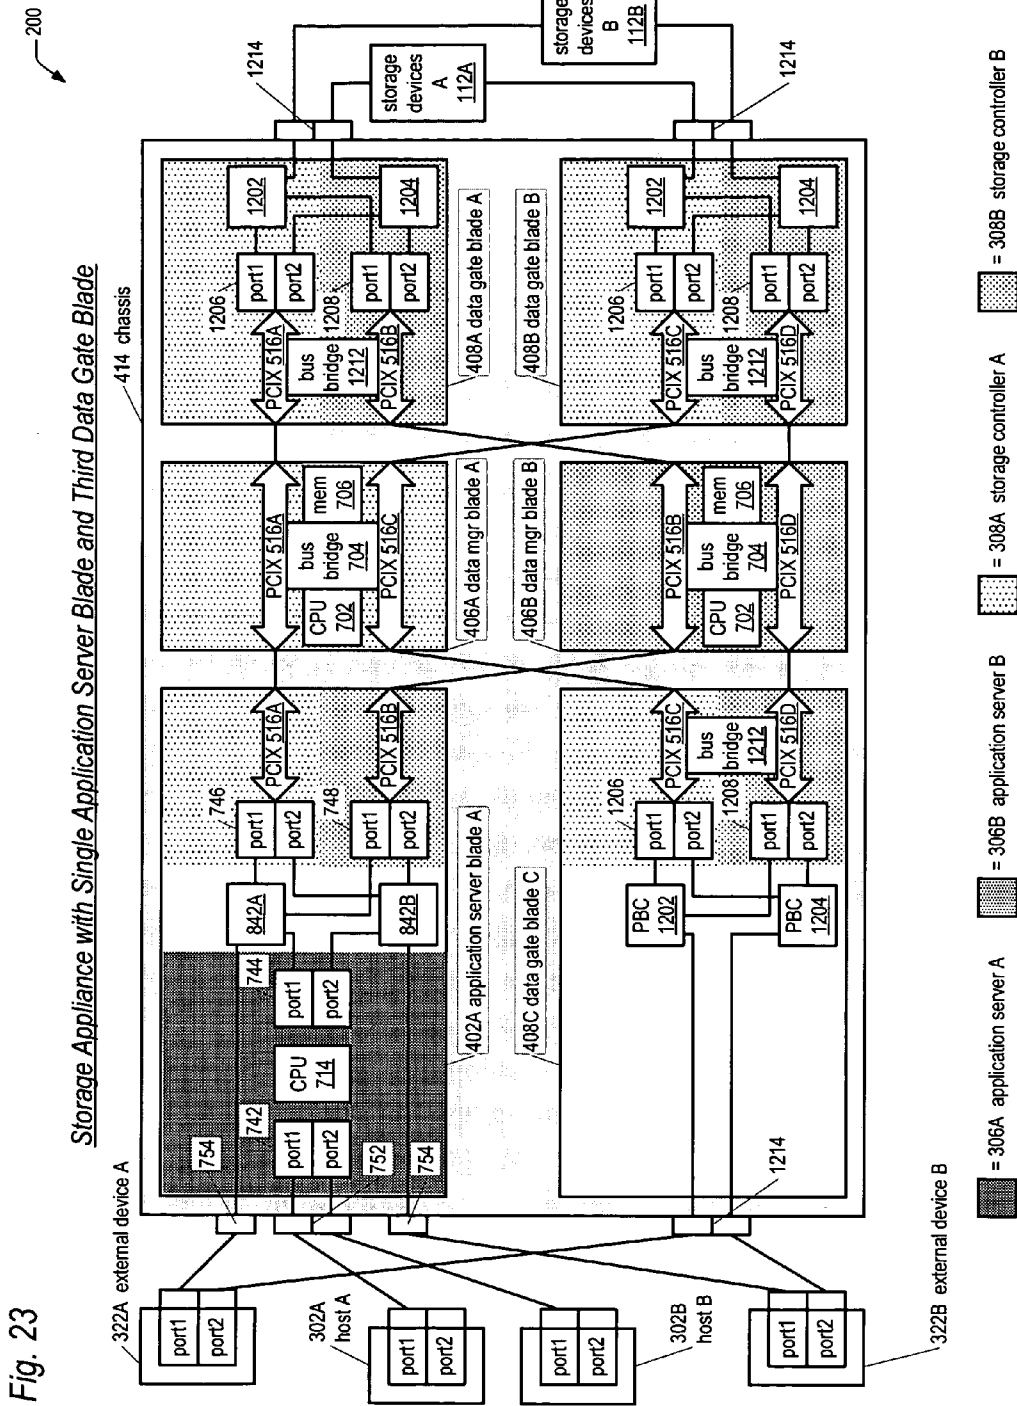 Fig. 23
Storage Appliance with Single Application Server Blade and Third Data Gate Blade
200
414 chassis
322A external device A
port1
port2
302A
host A
port1
port2
302B
host B
port1
port2
322B external device B
port1
port2
754
752
754
1214
742
port1
port2
CPU
714
744
port1
port2
842A
842B
746
port1
port2
748
port1
port2
PCIX 516A
PCIX 516B
402A application server blade A
408C data gate blade C
PBC
1202
PBC
1204
1206
port1
port2
1208
port1
port2
PCIX 516C
bus
bridge
1212
PCIX 516D
PCIX 516A
CPU
702
bus
bridge
704
mem
706
PCIX 516C
406A data mgr blade A
406B data mgr blade B
PCIX 516B
CPU
702
bus
bridge
704
mem
706
PCIX 516D
PCIX 516A
bus
bridge
1212
PCIX 516B
1206
port1
port2
1208
port1
port2
1202
1204
408A data gate blade A
408B data gate blade B
PCIX 516C
bus
bridge
1212
PCIX 516D
1206
port1
port2
1208
port1
port2
1202
1204
1214
1214
storage
devices
A
112A
storage
devices
B
112B
= 306A application server A
= 306B application server B
= 308A storage controller A
= 308B storage controller B